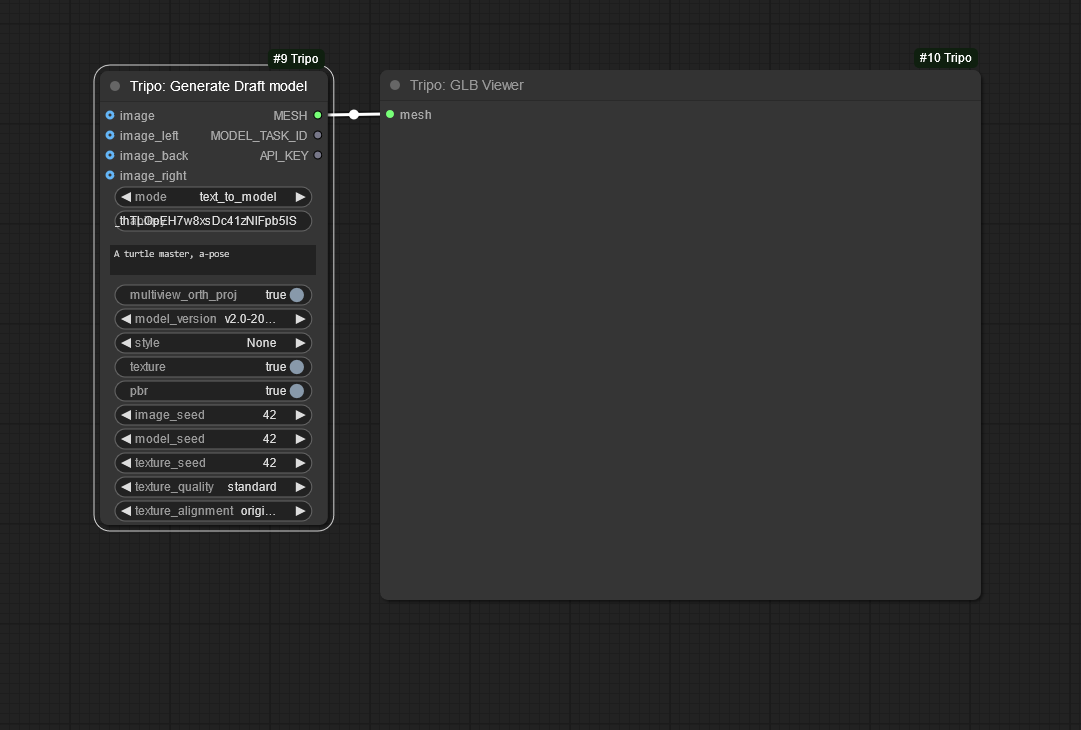 #9 Tripo
Tripo: Generate Draft model
image MESH
image_left MODEL_TASK_ID
image_back API_KEY
image_right
mode text_to_model
A turtle master, a-pose
multiview_orth_proj true
model_version v2.0-20...
style None
texture true
pbr true
image_seed 42
model_seed 42
texture_seed 42
texture_quality standard
texture_alignment origi...
#10 Tripo
Tripo: GLB Viewer
mesh